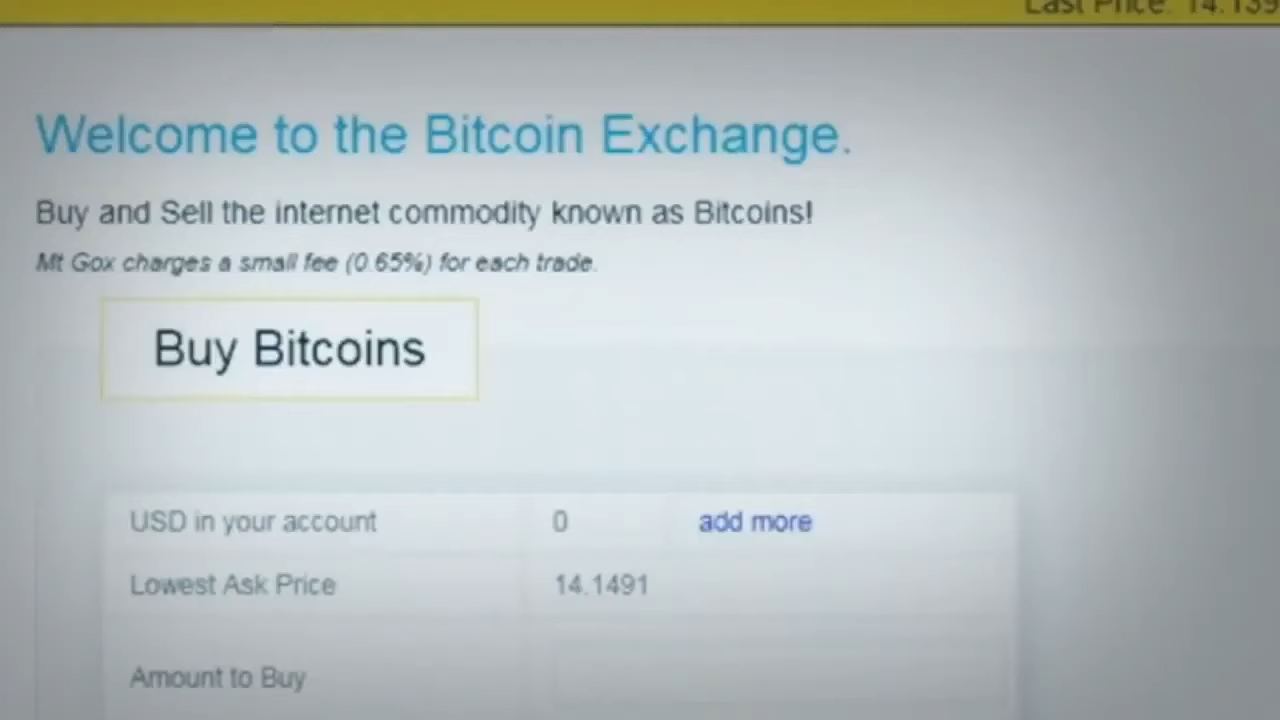 Last Price: 14.139
Welcome to the Bitcoin Exchange.
Buy and Sell the internet commodity known as Bitcoins!
Mt Gox charges a small fee (0.65%) for each trade.
Buy Bitcoins
USD in your account 0 add more
Lowest Ask Price 14.1491
Amount to Buy